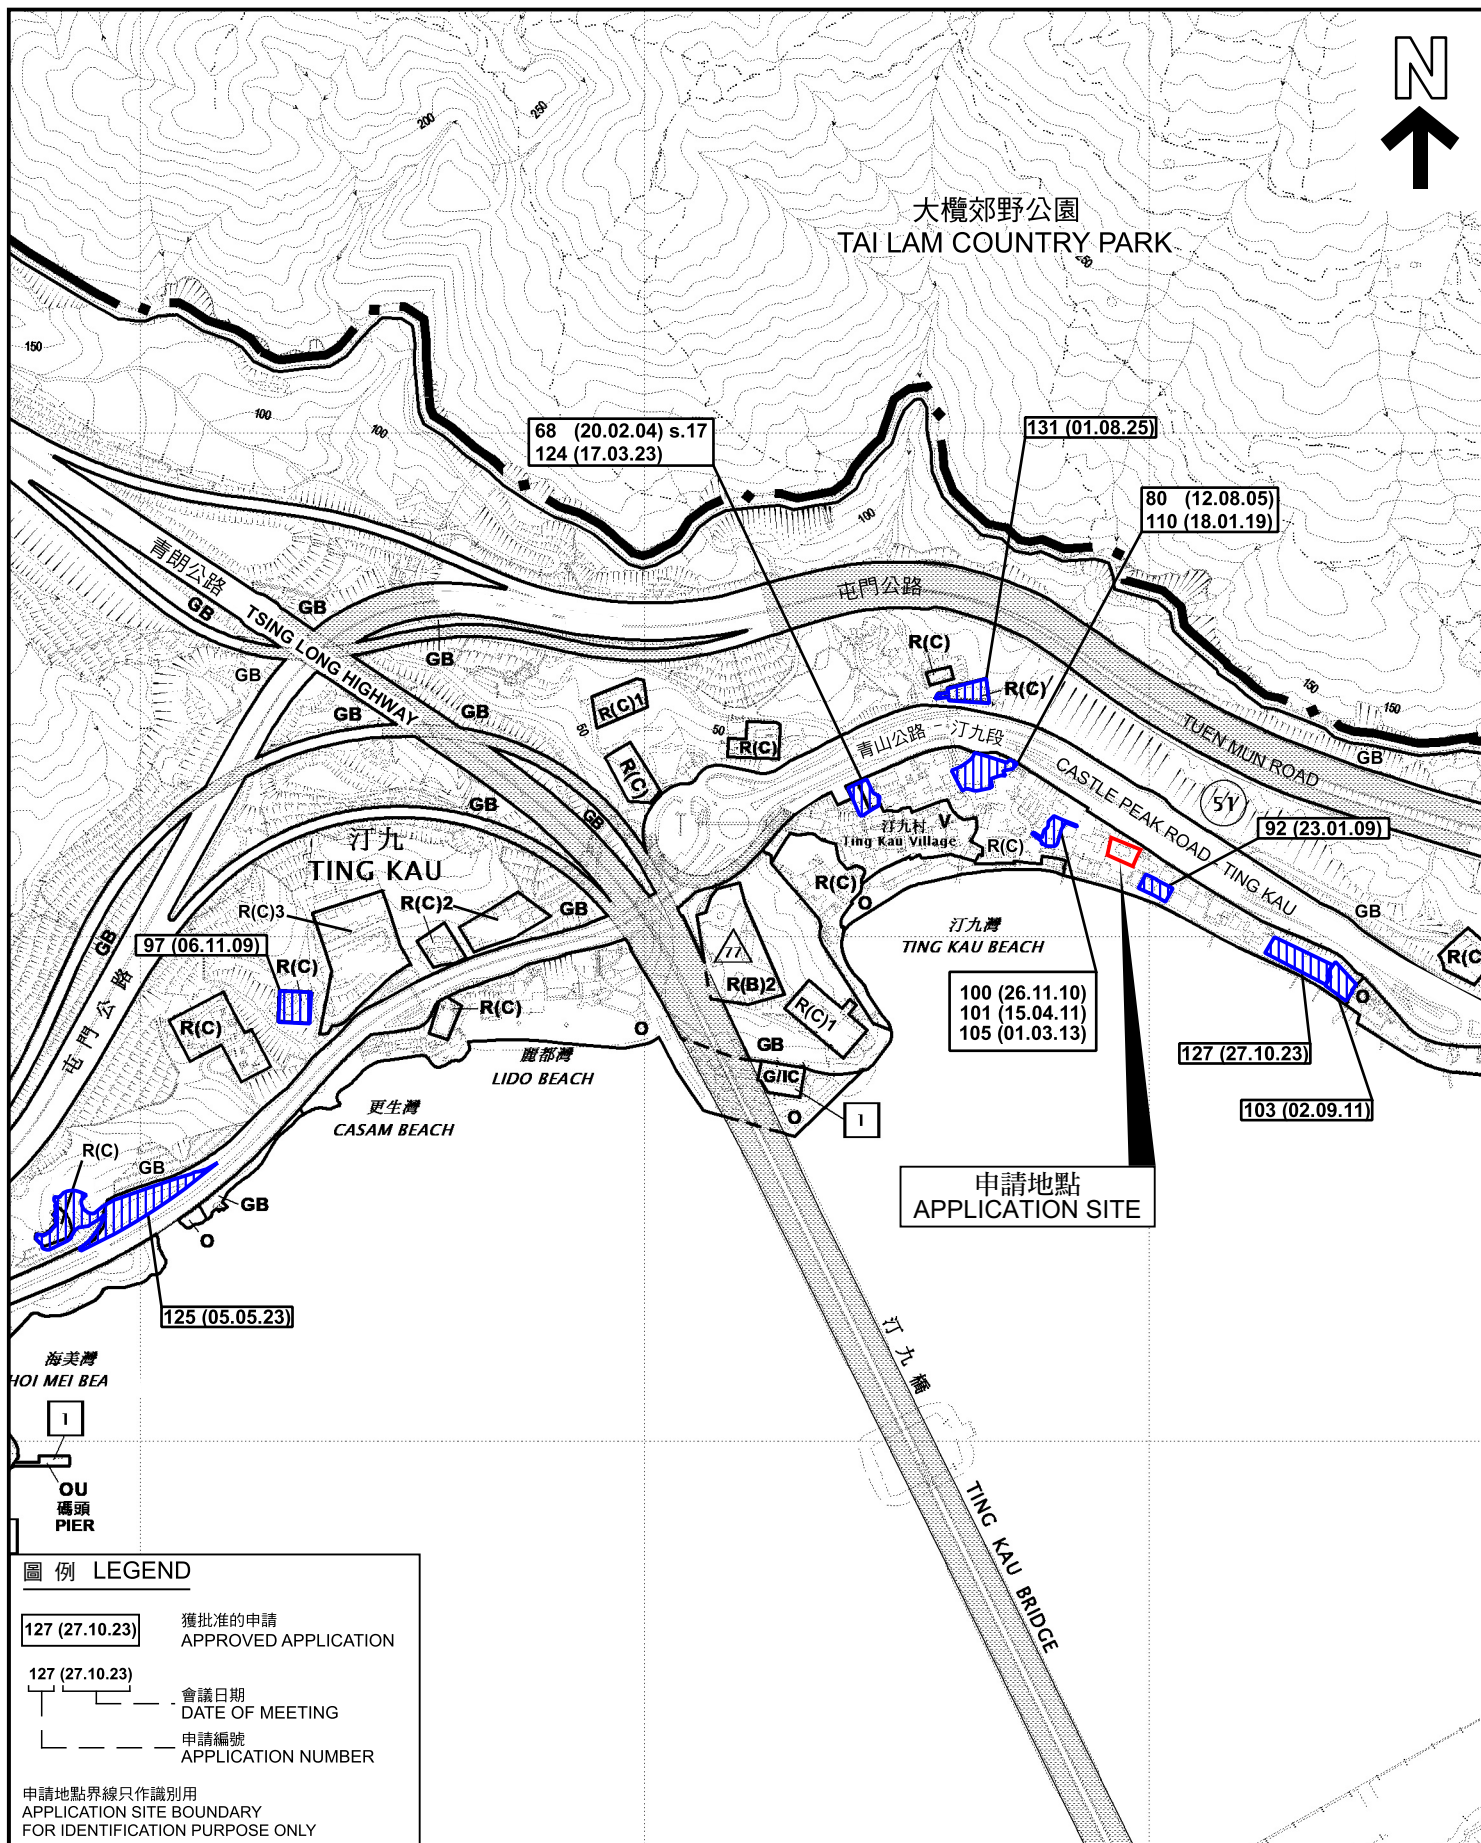 N
200
250
大欖郊野公園
TAI LAM COUNTRY PARK
250
150
100
100
68 (20.02.04) s.17
124 (17.03.23)
131 (01.08.25)
80 (12.08.05)
110 (18.01.19)
100
青朗公路
TSING LONG HIGHWAY
屯門公路
TUEN MUN ROAD
150
150
GB
GB
GB
GB
GB
GB
GB
GB
GB
R(C)
R(C)
R(C)1
50
50
R(C)
R(C)
青山公路 - 汀九段
CASTLE PEAK ROAD - TING KAU
92 (23.01.09)
汀九村
Ting Kau Village
V
R(C)
R(C)
O
汀九
TING KAU
R(C)3
R(C)2
GB
GB
GB
97 (06.11.09)
R(C)
R(C)
R(C)
屯門公路
77
R(B)2
R(C)1
汀九灣
TING KAU BEACH
100 (26.11.10)
101 (15.04.11)
105 (01.03.13)
R(C
O
127 (27.10.23)
103 (02.09.11)
O
麗都灣
LIDO BEACH
GB
G/IC
O
1
更生灣
CASAM BEACH
R(C)
GB
GB
O
125 (05.05.23)
申請地點
APPLICATION SITE
海美灣
HOI MEI BEA
1
OU
碼頭
PIER
汀九橋
TING KAU BRIDGE
圖例 LEGEND
127 (27.10.23)
獲批准的申請
APPROVED APPLICATION
127 (27.10.23)
會議日期
DATE OF MEETING
申請編號
APPLICATION NUMBER
申請地點界線只作識別用
APPLICATION SITE BOUNDARY
FOR IDENTIFICATION PURPOSE ONLY